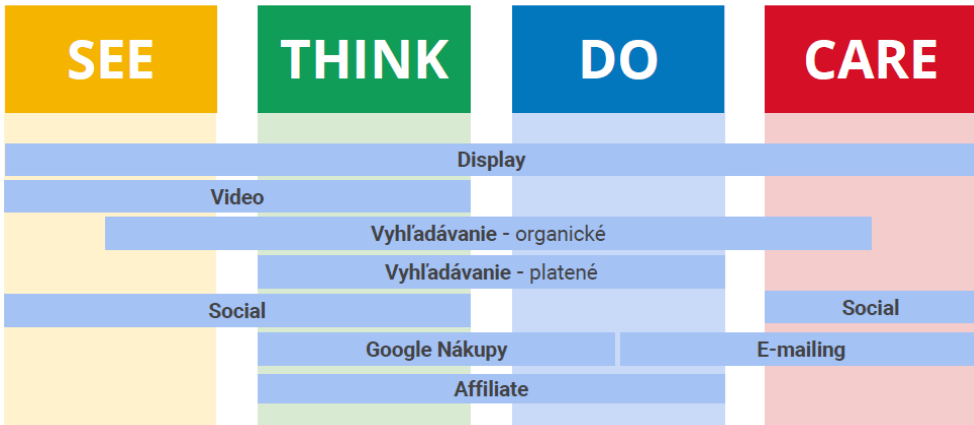 SEE THINK DO CARE
Display
Video
Vyhľadávanie - organické
Vyhľadávanie - platené
Social Social
Google Nákupy E-mailing
Affiliate